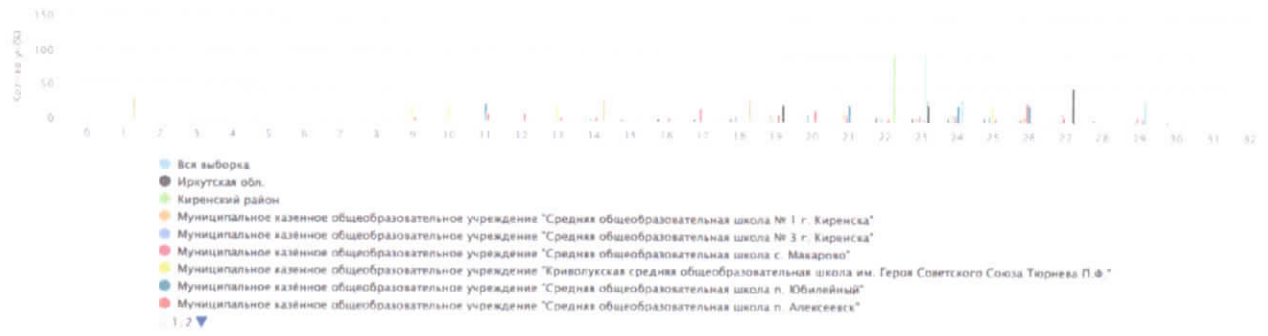 150
100
50
0
Кол-во уч-ся
0 1 2 3 4 5 6 7 8 9 10 11 12 13 14 15 16 17 18 19 20 21 22 23 24 25 26 27 28 29 30 31 32
Вся выборка
Иркутская обл.
Киренский район
Муниципальное казенное общеобразовательное учреждение "Средняя общеобразовательная школа № 1 г. Киренска"
Муниципальное казённое общеобразовательное учреждение "Средняя общеобразовательная школа № 3 г. Киренска"
Муниципальное казённое общеобразовательное учреждение "Средняя общеобразовательная школа с. Макарово"
Муниципальное казённое общеобразовательное учреждение "Криволукская средняя общеобразовательная школа им. Героя Советского Союза Тюрнева П.Ф."
Муниципальное казённое общеобразовательное учреждение "Средняя общеобразовательная школа п. Юбилейный"
Муниципальное казённое общеобразовательное учреждение "Средняя общеобразовательная школа п. Алексеевск"
1/2